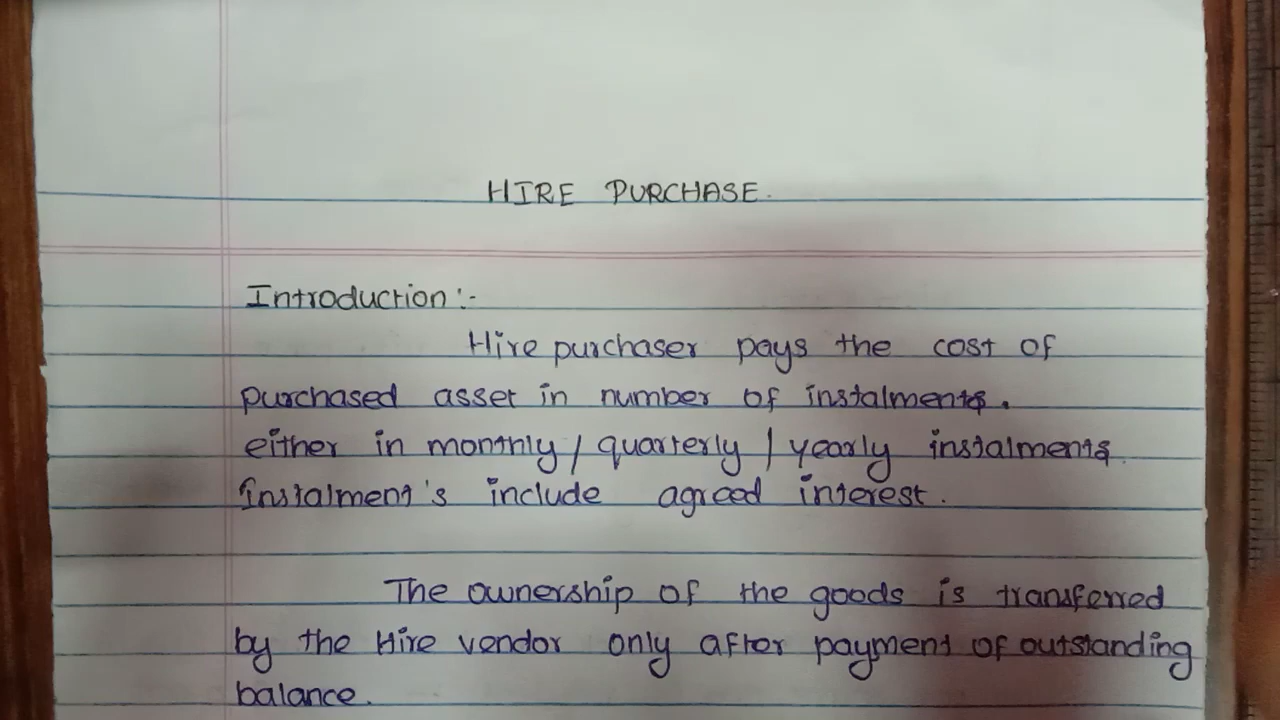 HIRE PURCHASE.
Introduction :-
Hire purchaser pays the cost of
purchased asset in number of instalments.
either in monthly / quarterly / yearly instalments.
Instalment's include agreed interest.
The ownership of the goods is transferred
by the Hire vendor only after payment of outstanding
balance.